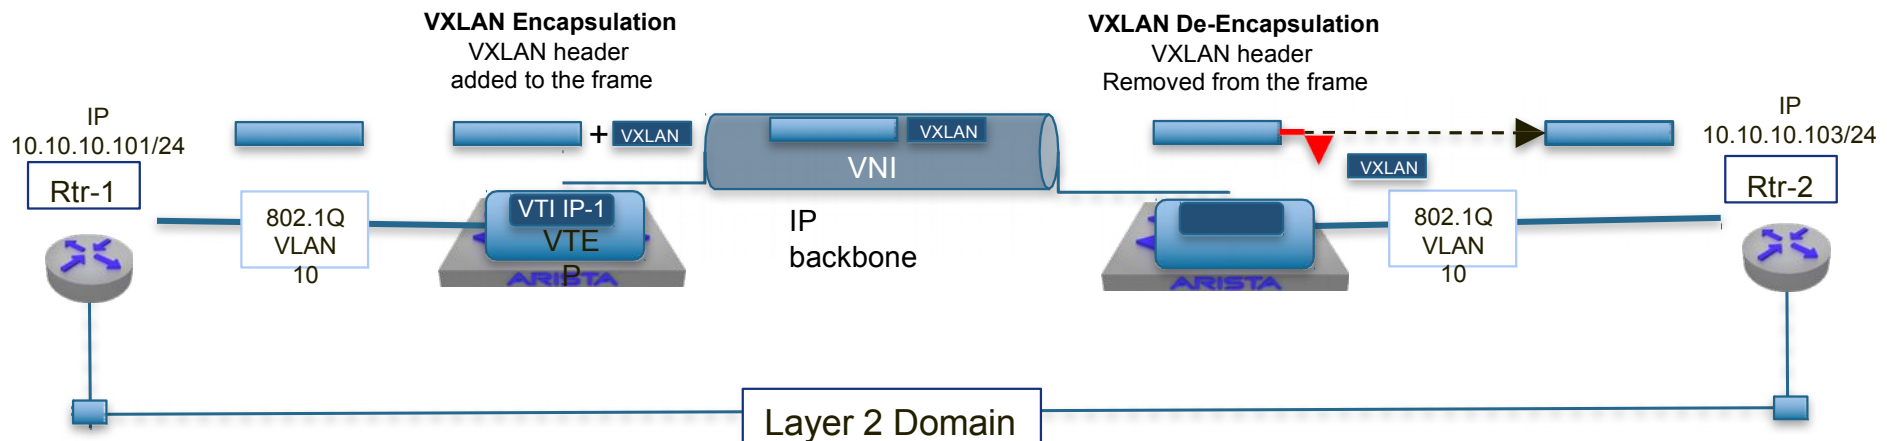 VXLAN Encapsulation
VXLAN header
added to the frame
VXLAN De-Encapsulation
VXLAN header
Removed from the frame
IP
10.10.10.101/24
Rtr-1
+
VXLAN
VXLAN
VNI
VXLAN
IP
10.10.10.103/24
Rtr-2
802.1Q
VLAN
10
VTI IP-1
VTE
P
ARISTA
IP
backbone
ARISTA
802.1Q
VLAN
10
Layer 2 Domain